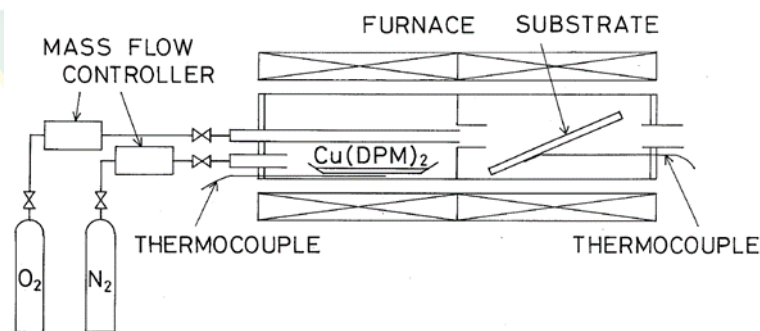 FURNACE
SUBSTRATE
MASS FLOW
CONTROLLER
Cu(DPM)2
THERMOCOUPLE
THERMOCOUPLE
O2
N2